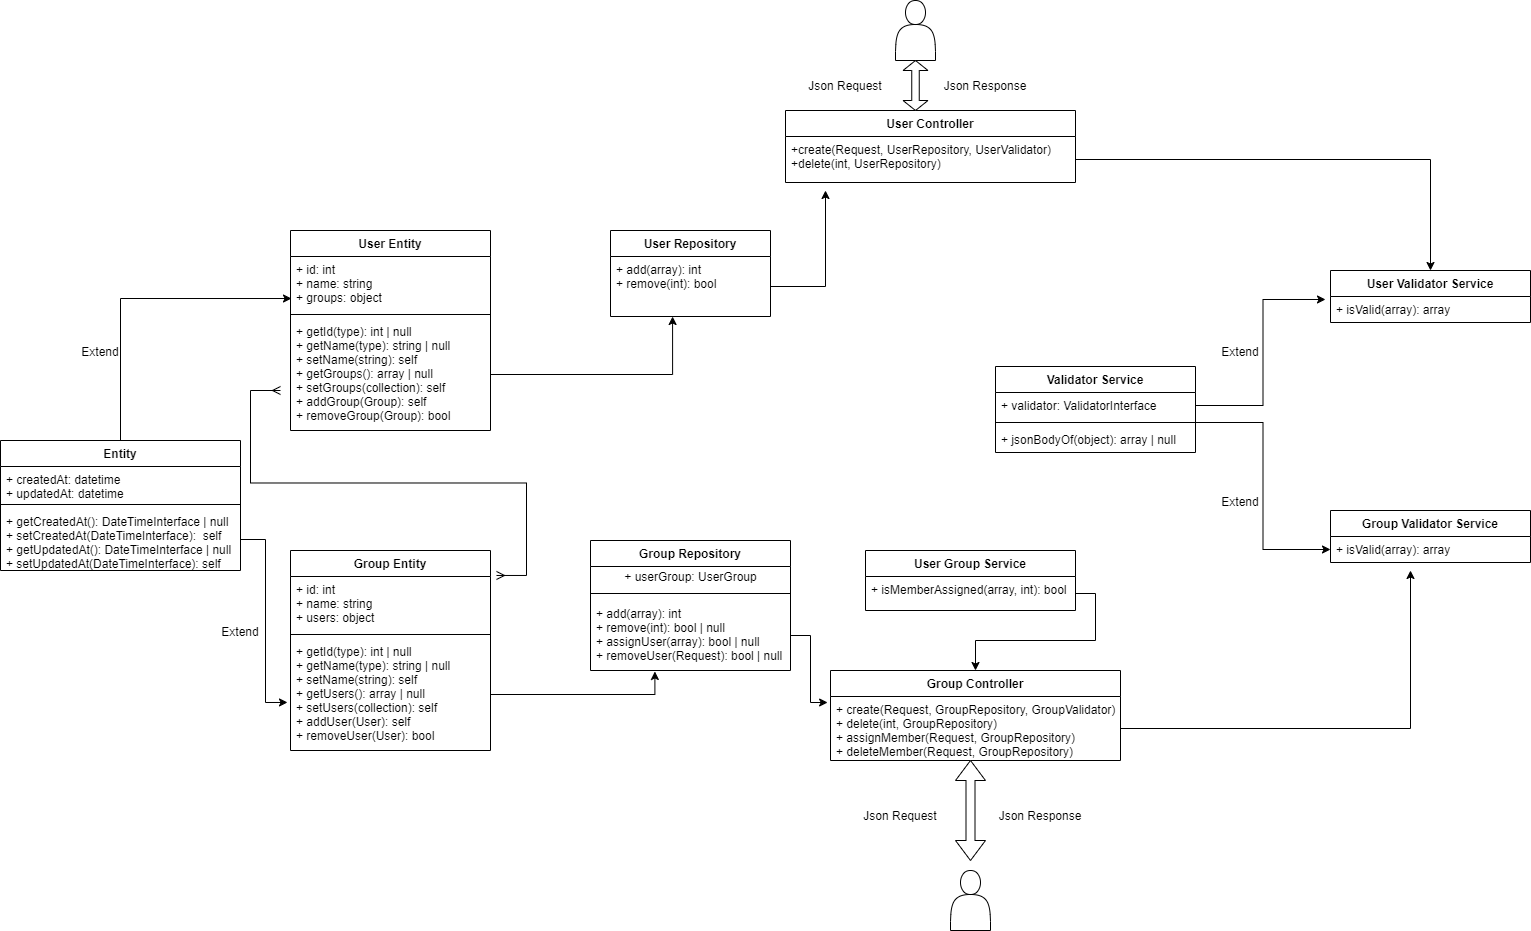 Json Request
Json Response
User Controller
+create(Request, UserRepository, UserValidator)
+delete(int, UserRepository)
User Entity
+ id: int
+ name: string
+ groups: object
+ getId(type): int | null
+ getName(type): string | null
+ setName(string): self
+ getGroups(): array | null
+ setGroups(collection): self
+ addGroup(Group): self
+ removeGroup(Group): bool
User Repository
+ add(array): int
+ remove(int): bool
User Validator Service
+ isValid(array): array
Extend
Extend
Validator Service
+ validator: ValidatorInterface
+ jsonBodyOf(object): array | null
Entity
+ createdAt: datetime
+ updatedAt: datetime
+ getCreatedAt(): DateTimeInterface | null
+ setCreatedAt(DateTimeInterface):  self
+ getUpdatedAt(): DateTimeInterface | null
+ setUpdatedAt(DateTimeInterface): self
Extend
Group Validator Service
+ isValid(array): array
Extend
Group Entity
+ id: int
+ name: string
+ users: object
+ getId(type): int | null
+ getName(type): string | null
+ setName(string): self
+ getUsers(): array | null
+ setUsers(collection): self
+ addUser(User): self
+ removeUser(User): bool
Group Repository
+ userGroup: UserGroup
+ add(array): int
+ remove(int): bool | null
+ assignUser(array): bool | null
+ removeUser(Request): bool | null
User Group Service
+ isMemberAssigned(array, int): bool
Group Controller
+ create(Request, GroupRepository, GroupValidator)
+ delete(int, GroupRepository)
+ assignMember(Request, GroupRepository)
+ deleteMember(Request, GroupRepository)
Json Request
Json Response